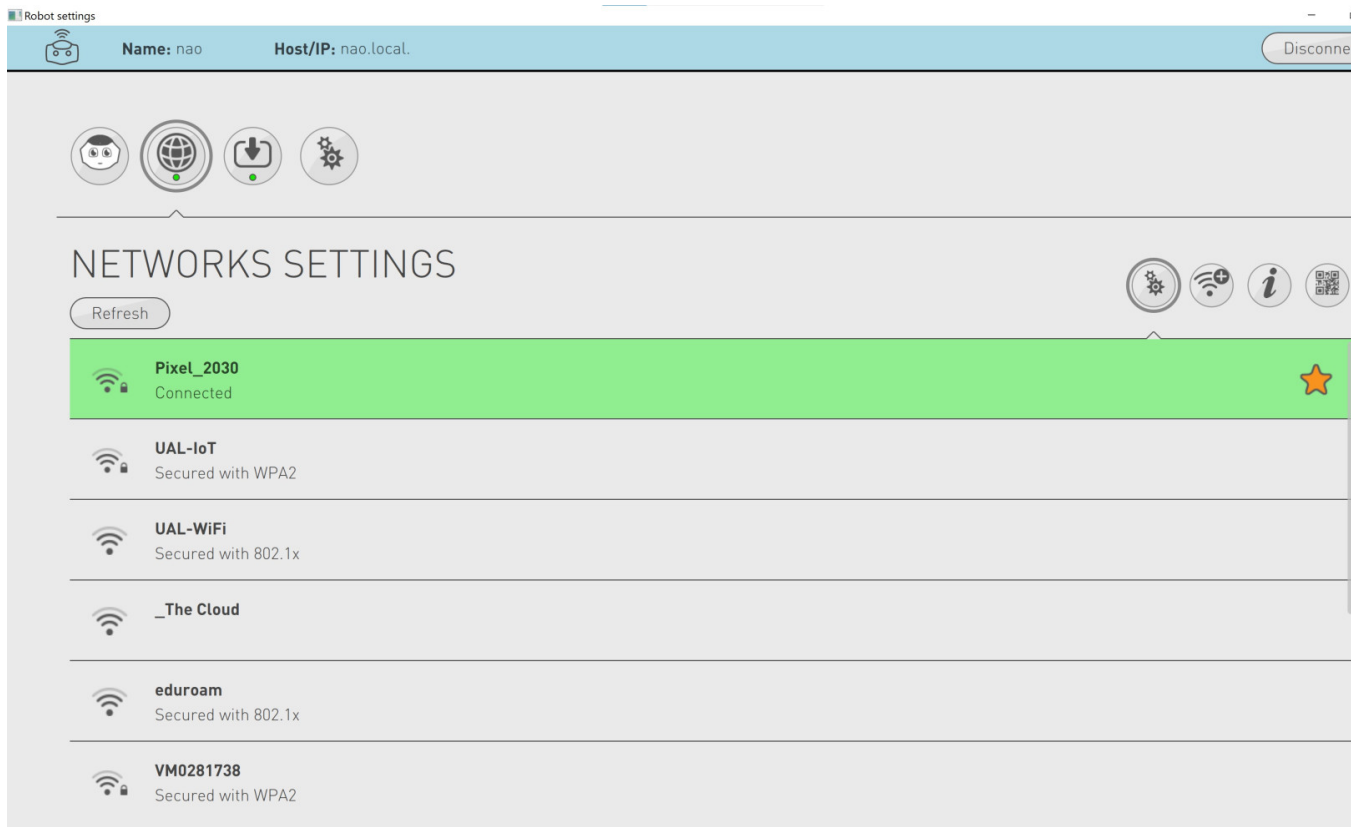 Robot settings
Name: nao Host/IP: nao.local. Disconne
NETWORKS SETTINGS
Refresh
Pixel_2030
Connected
UAL-IoT
Secured with WPA2
UAL-WiFi
Secured with 802.1x
_The Cloud
eduroam
Secured with 802.1x
VM0281738
Secured with WPA2